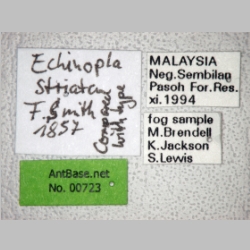 Echinopla
striatum
F. Smith
1857
Compared
with type
MALAYSIA
Neg.Sembilan
Pasoh For.Res.
xi.1994
fog sample
M.Brendell
K.Jackson
S.Lewis
AntBase.net
No. 00723